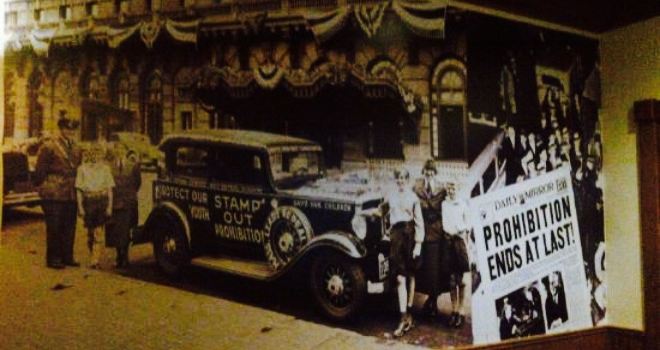 PROTECT OUR
YOUTH
STAMP
OUT
PROHIBITION
SAVE OUR CHILDREN
DAILY MIRROR
PROHIBITION
ENDS AT LAST!